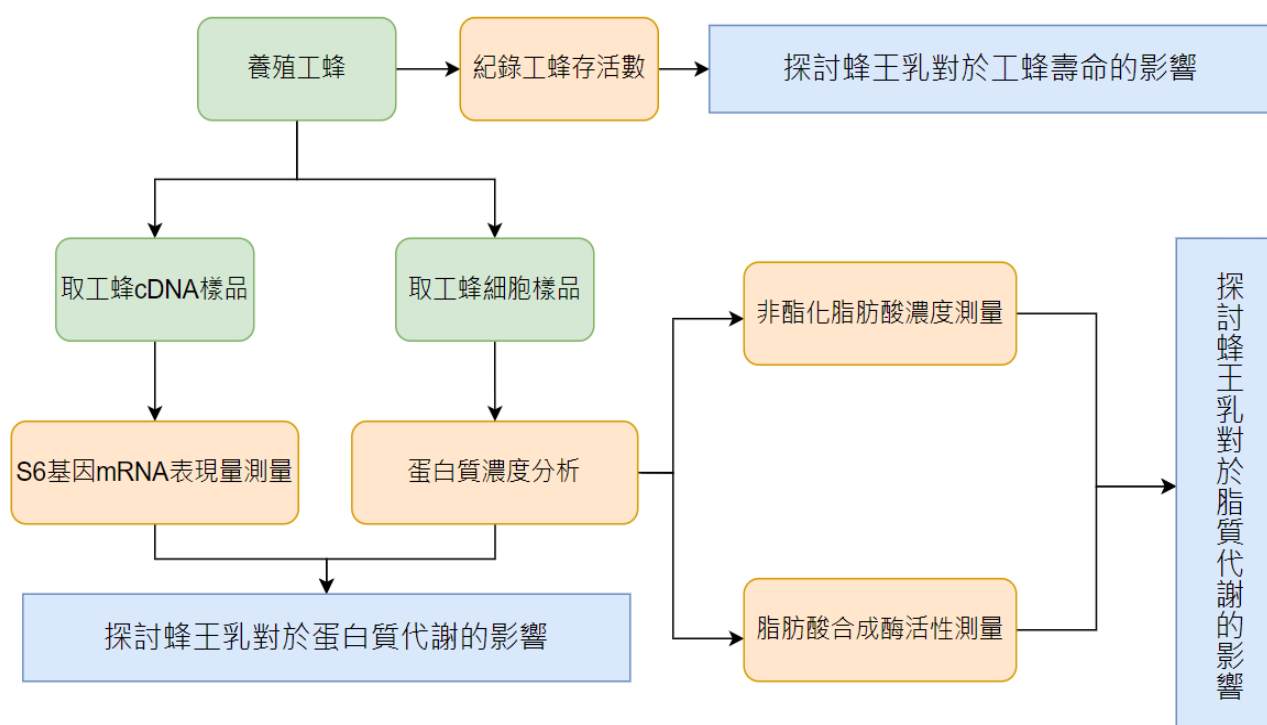 養殖工蜂
紀錄工蜂存活數
探討蜂王乳對於工蜂壽命的影響
取工蜂cDNA樣品
取工蜂細胞樣品
非酯化脂肪酸濃度測量
探討蜂王乳對於脂質代謝的影響
S6基因mRNA表現量測量
蛋白質濃度分析
脂肪酸合成酶活性測量
探討蜂王乳對於蛋白質代謝的影響